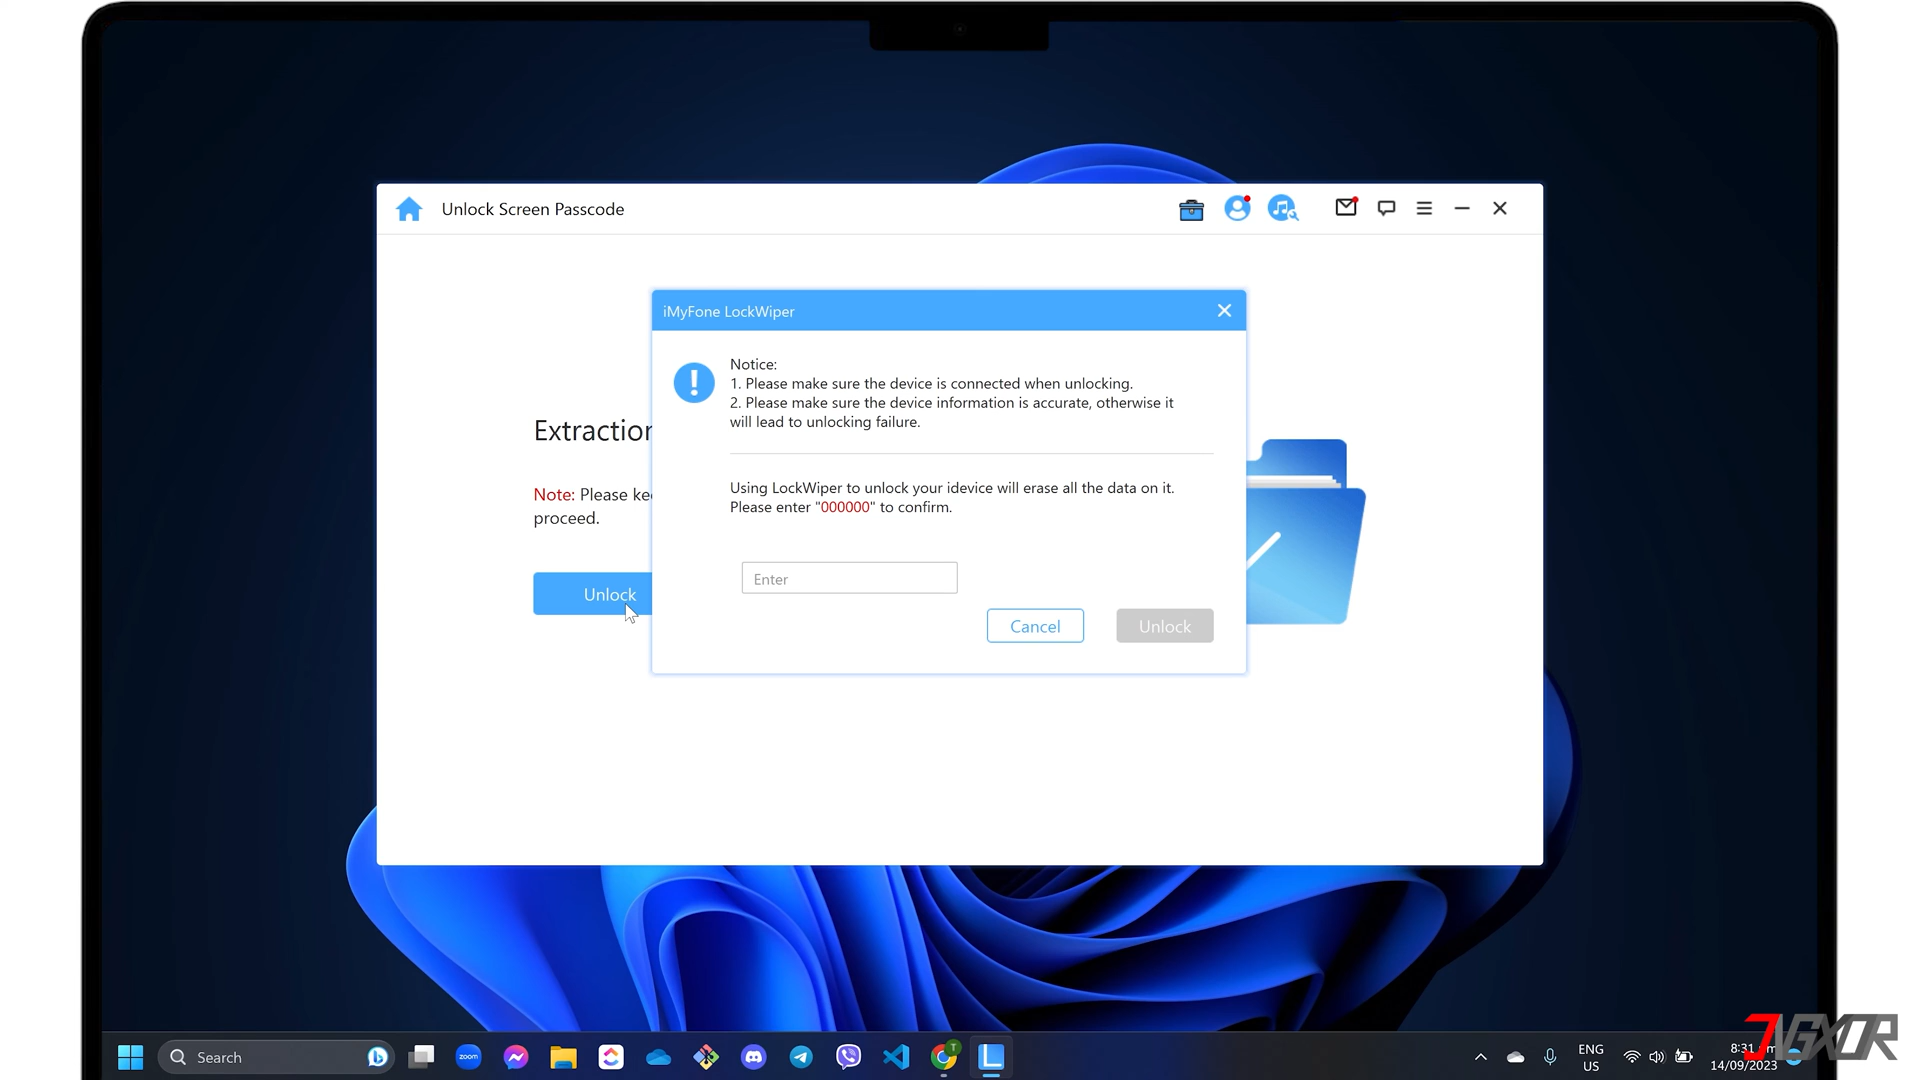 Unlock Screen Passcode
iMyFone LockWiper
Notice:
1. Please make sure the device is connected when unlocking.
2. Please make sure the device information is accurate, otherwise it
will lead to unlocking failure.
Extraction
Note: Please
proceed.
Using LockWiper to unlock your idevice will erase all the data on it.
Please enter "000000" to confirm.
Enter
Unlock
Cancel
Unlock
Search
zoom
T
L
ENG
US
8:31
14/09/2023
JVGXOR